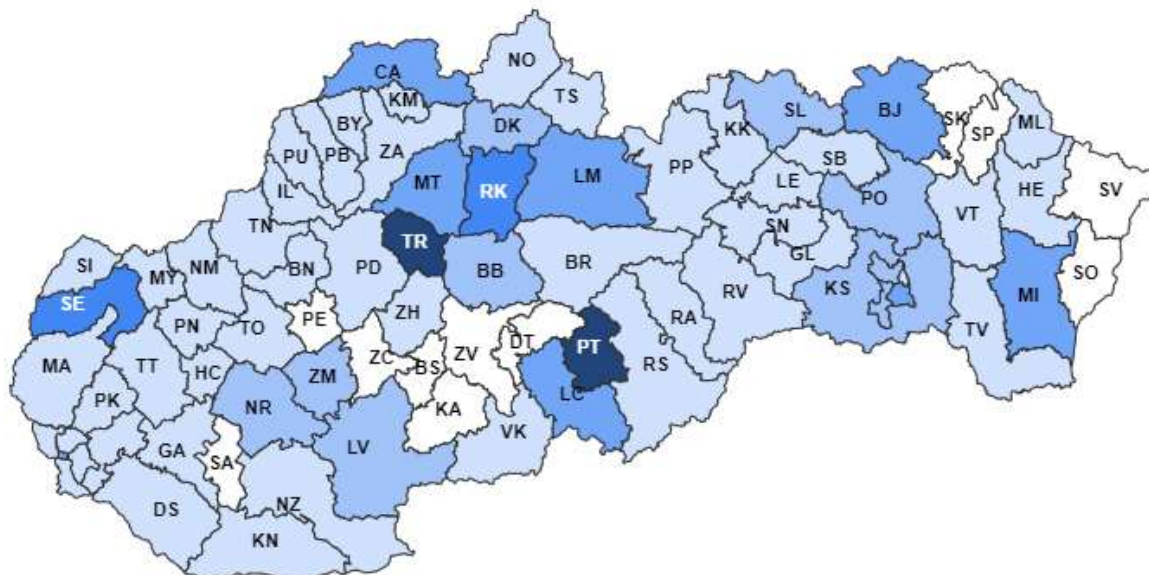 NO
CA
KM
TS
BY
DK
SL
BJ
SK
SP
ML
PU
PB
ZA
KK
SB
IL
MT
RK
LM
PP
LE
PO
HE
SV
TN
TR
SN
VT
SI
MY
NM
BN
PD
BB
BR
GL
SO
SE
RV
KS
MI
PN
TO
PE
ZH
RA
TV
MA
TT
HC
ZC
BS
ZV
DT
PT
RS
ZM
LC
PK
NR
KA
GA
SA
LV
VK
DS
NZ
KN